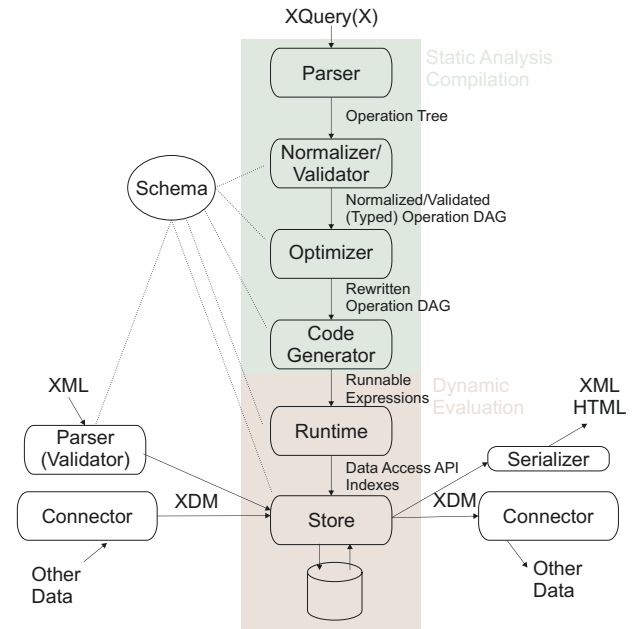 XQuery(X)
Static Analysis
Compilation
Parser
Operation Tree
Normalizer/
Validator
Schema
Normalized/Validated
(Typed) Operation DAG
Optimizer
Rewritten
Operation DAG
Code
Generator
Runnable
Expressions
Dynamic
Evaluation
XML
XML
HTML
Parser
(Validator)
Runtime
Serializer
Data Access API
Indexes
Connector
XDM
Store
XDM
Connector
Other
Data
Other
Data